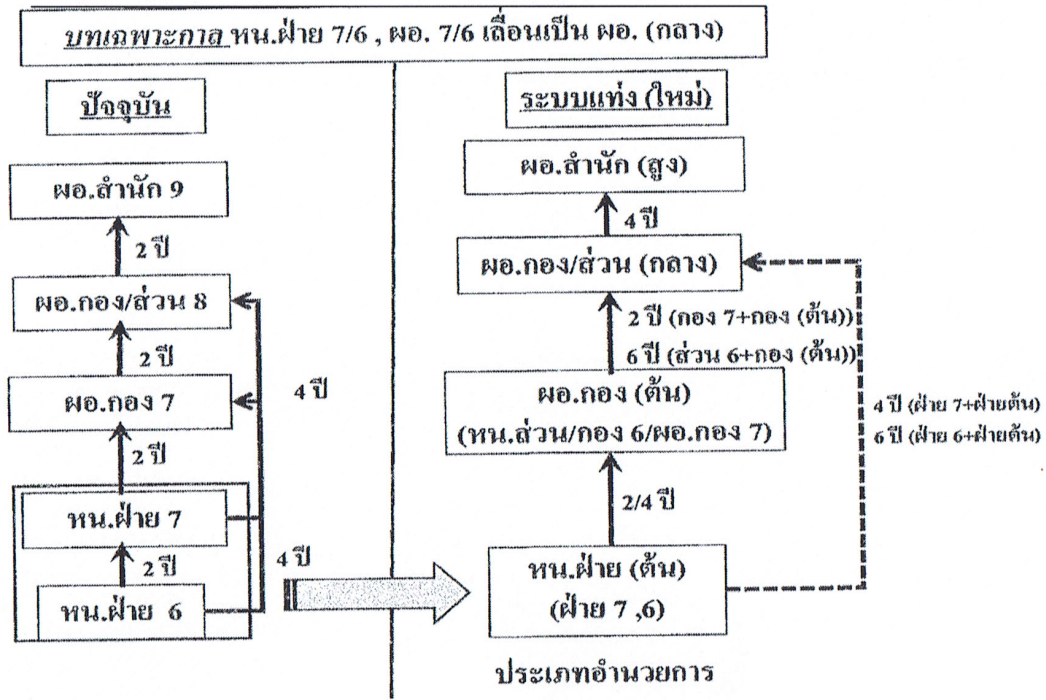 บทเฉพาะกาล หน.ฝ่าย 7/6 , ผอ. 7/6 เลื่อนเป็น ผอ. (กลาง)
ปัจจุบัน
ผอ.สำนัก 9
2 ปี
ผอ.กอง/ส่วน 8
2 ปี
ผอ.กอง 7
4 ปี
2 ปี
หน.ฝ่าย 7
2 ปี
หน.ฝ่าย 6
4 ปี
ระบบแท่ง (ใหม่)
ผอ.สำนัก (สูง)
4 ปี
ผอ.กอง/ส่วน (กลาง)
2 ปี (กอง 7+กอง (ต้น))
6 ปี (ส่วน 6+กอง (ต้น))
ผอ.กอง (ต้น)
(หน.ส่วน/กอง 6/ผอ.กอง 7)
4 ปี (ฝ่าย 7+ฝ่ายต้น)
6 ปี (ฝ่าย 6+ฝ่ายต้น)
2/4 ปี
หน.ฝ่าย (ต้น)
(ฝ่าย 7 ,6)
ประเภทอำนวยการ